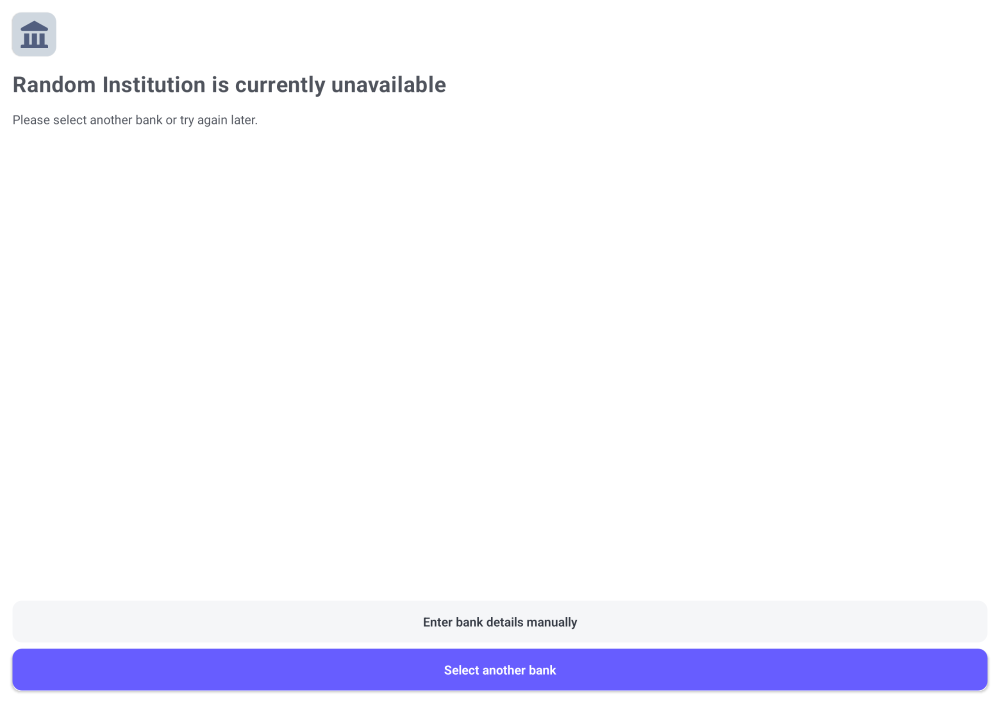 Random Institution is currently unavailable
Please select another bank or try again later.
Enter bank details manually
Select another bank